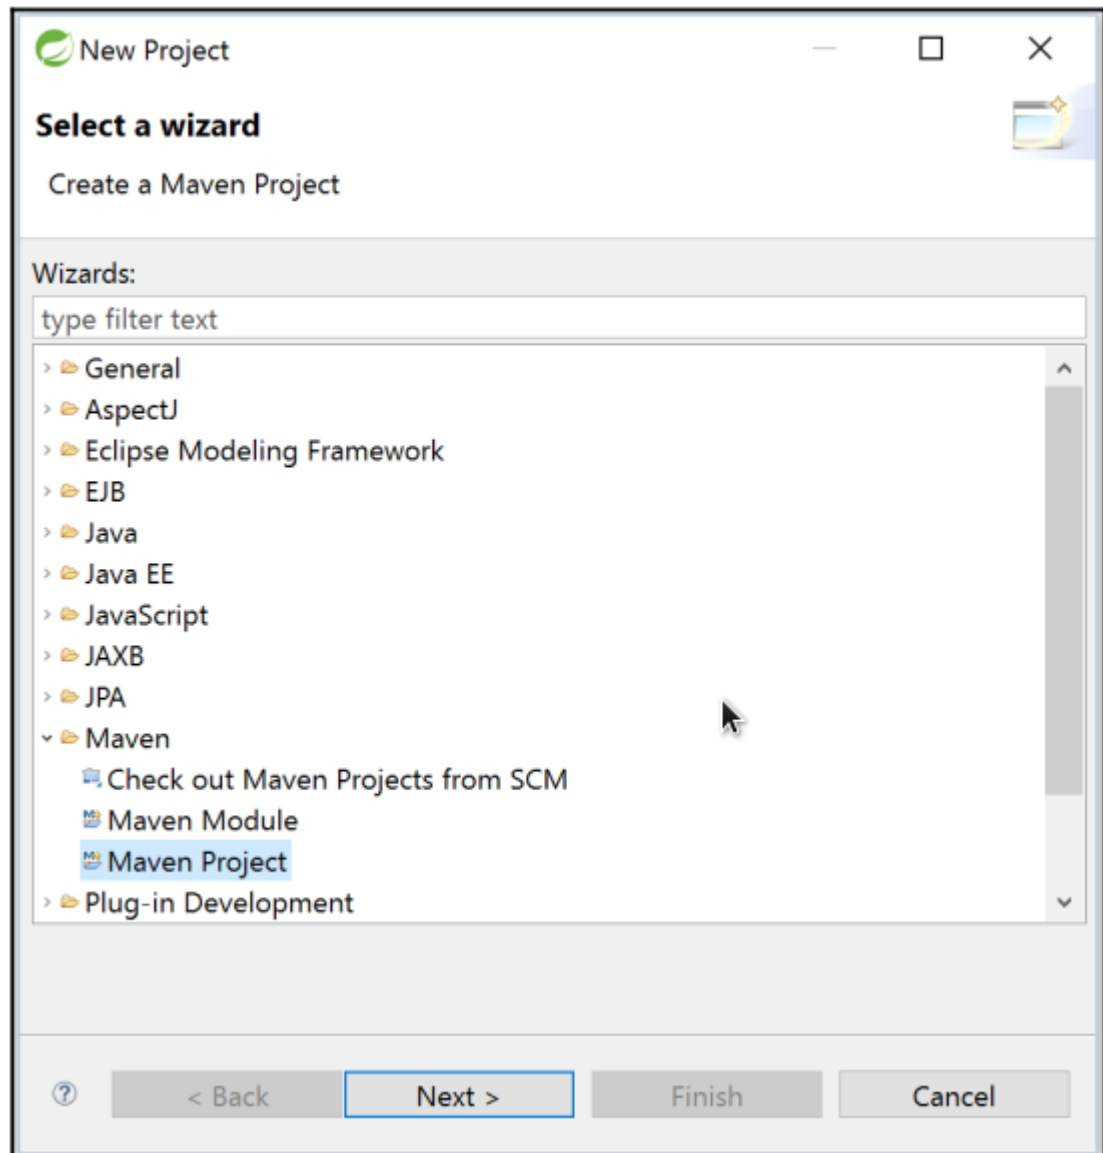 New Project
Select a wizard
Create a Maven Project
Wizards:
type filter text
General
AspectJ
Eclipse Modeling Framework
EJB
Java
Java EE
JavaScript
JAXB
JPA
Maven
Check out Maven Projects from SCM
Maven Module
Maven Project
Plug-in Development
? < Back Next > Finish Cancel